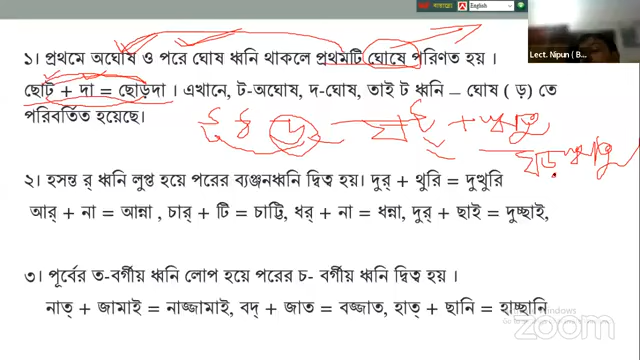 লেখনো
English
Lect. Nipun ( B...
১। প্রথমে অঘোষ ও পরে ঘোষ ধ্বনি থাকলে প্রথমটি ঘোষে পরিণত হয় ।
ছোট + দা = ছোড়দা । এখানে, ট-অঘোষ, দ-ঘোষ, তাই ট ধ্বনি – ঘোষ ( ড়) তে
পরিবর্তিত হয়েছে।
ট ঠ ড
২। হসন্ত র্ ধ্বনি লুপ্ত হয়ে পরের ব্যঞ্জনধ্বনি দ্বিত্ব হয়। দুর্ + থুরি = দুত্থুরি
আর্ + না = আন্না , চার্ + টি = চাট্টি, ধর্ + না = ধন্না, দুর্ + ছাই = দুচ্ছাই,
৩। পূর্বের ত-বর্গীয় ধ্বনি লোপ হয়ে পরের চ- বর্গীয় ধ্বনি দ্বিত্ব হয় ।
নাত্ + জামাই = নাজ্জামাই, বদ্ + জাত = বজ্জাত, হাত্ + ছানি = হাচ্ছানি
zoom